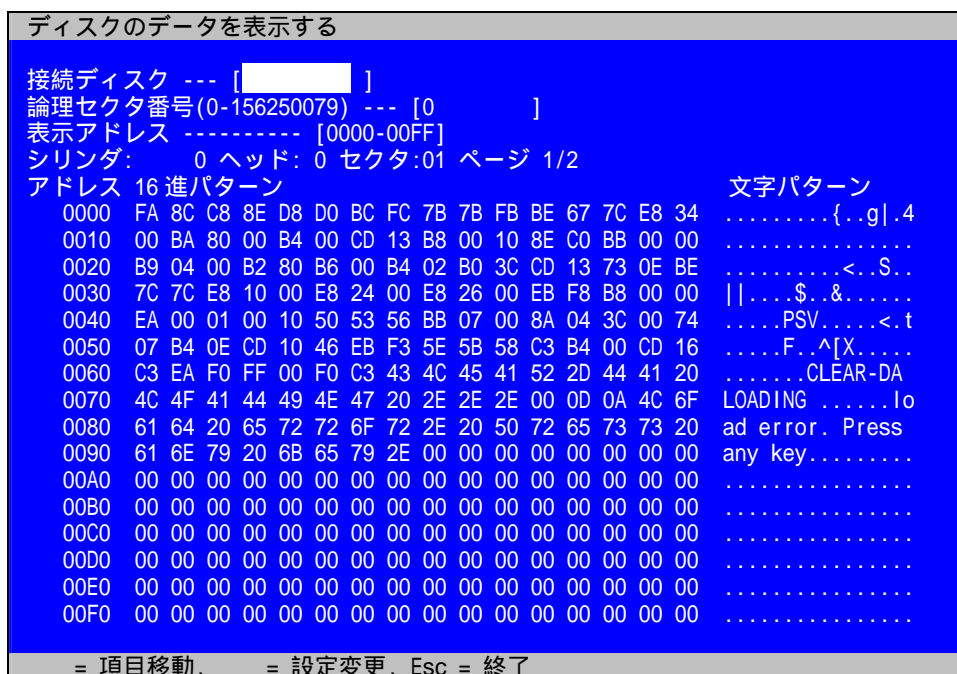 ディスクのデータを表示する
接続ディスク --- [ ]
論理セクタ番号(0-156250079) --- [0 ]
表示アドレス ---------- [0000-00FF]
シリンダ: 0 ヘッド: 0 セクタ:01 ページ 1/2
アドレス 16進パターン 文字パターン
0000 FA 8C C8 8E D8 D0 BC FC 7B 7B FB BE 67 7C E8 34 .........{..g|.4
0010 00 BA 80 00 B4 00 CD 13 B8 00 10 8E C0 BB 00 00 ................
0020 B9 04 00 B2 80 B6 00 B4 02 B0 3C CD 13 73 0E BE ..........<..S..
0030 7C 7C E8 10 00 E8 24 00 E8 26 00 EB F8 B8 00 00 ||....$..&......
0040 EA 00 01 00 10 50 53 56 BB 07 00 8A 04 3C 00 74 .....PSV.....<.t
0050 07 B4 0E CD 10 46 EB F3 5E 5B 58 C3 B4 00 CD 16 .....F..^[X.....
0060 C3 EA F0 FF 00 F0 C3 43 4C 45 41 52 2D 44 41 20 .......CLEAR-DA
0070 4C 4F 41 44 49 4E 47 20 2E 2E 2E 00 0D 0A 4C 6F LOADING ......lo
0080 61 64 20 65 72 72 6F 72 2E 20 50 72 65 73 73 20 ad error. Press
0090 61 6E 79 20 6B 65 79 2E 00 00 00 00 00 00 00 00 any key.........
00A0 00 00 00 00 00 00 00 00 00 00 00 00 00 00 00 00 ................
00B0 00 00 00 00 00 00 00 00 00 00 00 00 00 00 00 00 ................
00C0 00 00 00 00 00 00 00 00 00 00 00 00 00 00 00 00 ................
00D0 00 00 00 00 00 00 00 00 00 00 00 00 00 00 00 00 ................
00E0 00 00 00 00 00 00 00 00 00 00 00 00 00 00 00 00 ................
00F0 00 00 00 00 00 00 00 00 00 00 00 00 00 00 00 00 ................
= 項目移動, = 設定変更, Esc = 終了